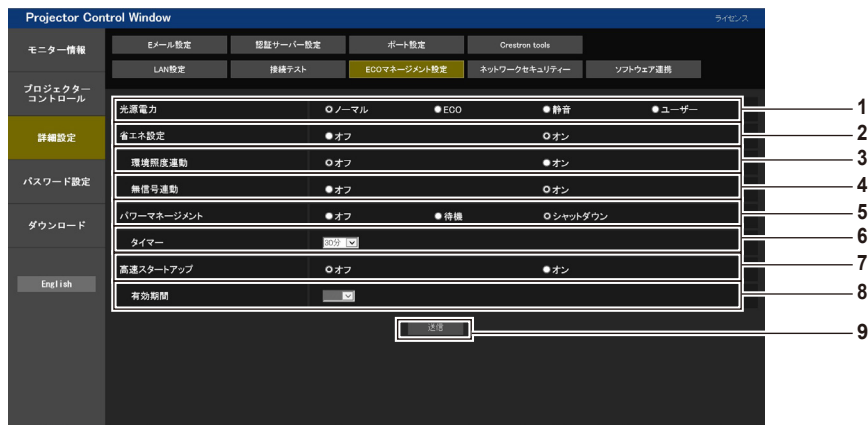 Projector Control Window ライセンス
モニター情報
プロジェクター
コントロール
詳細設定
パスワード設定
ダウンロード
English
Eメール設定 認証サーバー設定 ポート設定 Crestron tools
LAN設定 接続テスト ECOマネージメント設定 ネットワークセキュリティー ソフトウェア連携
光源電力 ノーマル ECO 静音 ユーザー 1
省エネ設定 オフ オン 2
環境照度連動 オフ オン 3
無信号連動 オフ オン 4
パワーマネージメント オフ 待機 シャットダウン 5
タイマー 30分 6
高速スタートアップ オフ オン 7
有効期間 8
送信 9